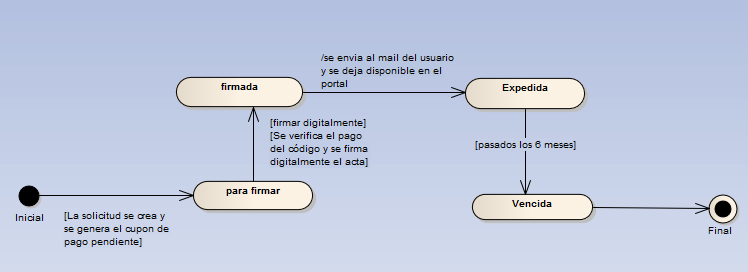 /se envia al mail del usuario
y se deja disponible en el
portal
firmada
Expedida
[firmar digitalmente]
[Se verifica el pago
del código y se firma
digitalmente el acta]
[pasados los 6 meses]
para firmar
Vencida
Inicial
[La solicitud se crea y
se genera el cupon de
pago pendiente]
Final